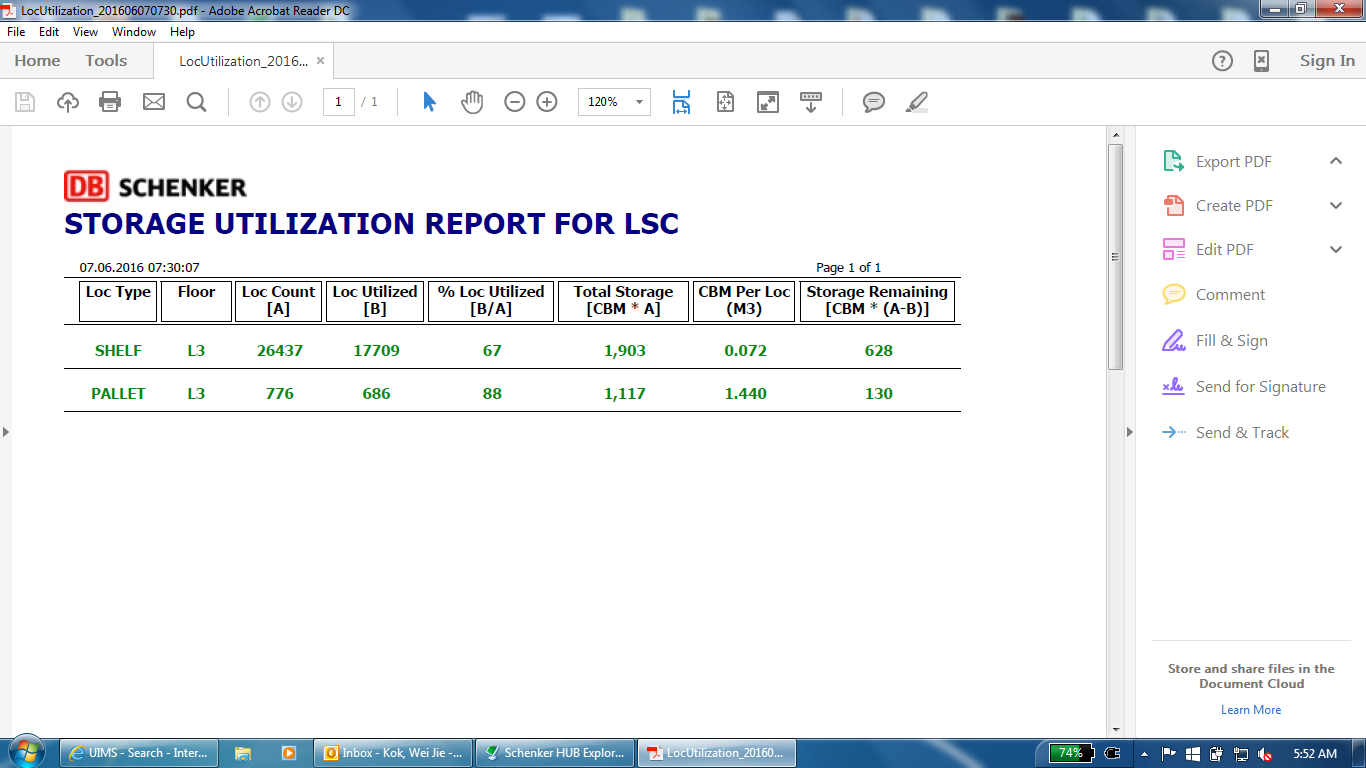 LocUtilization_201606070730.pdf - Adobe Acrobat Reader DC
File Edit View Window Help
Home Tools LocUtilization_2016... × Sign In
1 / 1 120%
DB SCHENKER
STORAGE UTILIZATION REPORT FOR LSC
07.06.2016 07:30:07 Page 1 of 1
Loc Type Floor Loc Count [A] Loc Utilized [B] % Loc Utilized [B/A] Total Storage [CBM * A] CBM Per Loc (M3) Storage Remaining [CBM * (A-B)]
SHELF L3 26437 17709 67 1,903 0.072 628
PALLET L3 776 686 88 1,117 1.440 130
Export PDF
Create PDF
Edit PDF
Comment
Fill & Sign
Send for Signature
Send & Track
Store and share files in the
Document Cloud
Learn More
UIMS - Search - Inter... Inbox - Kok, Wei Jie -... Schenker HUB Explor... LocUtilization_20160... 74% 5:52 AM